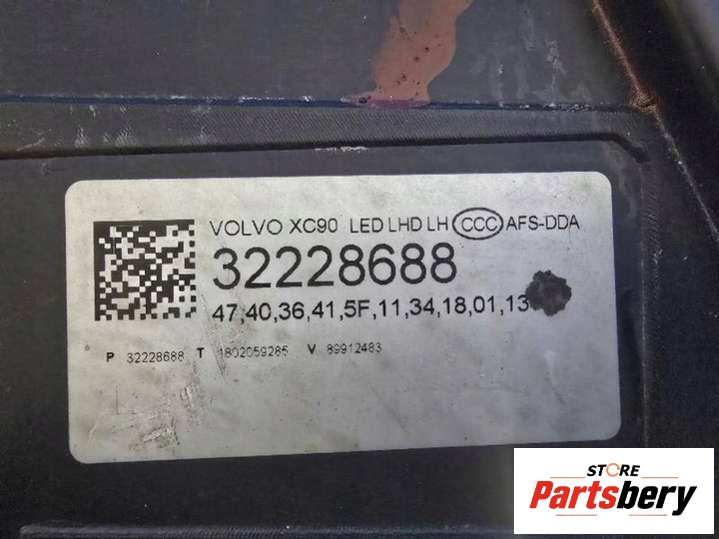 VOLVO XC90 LED LHD LH CCC AFS-DDA
32228688
47,40,36,41,5F,11,34,18,01,13
P 32228688 T 1802059285 V 89912483
STORE
Partsbery